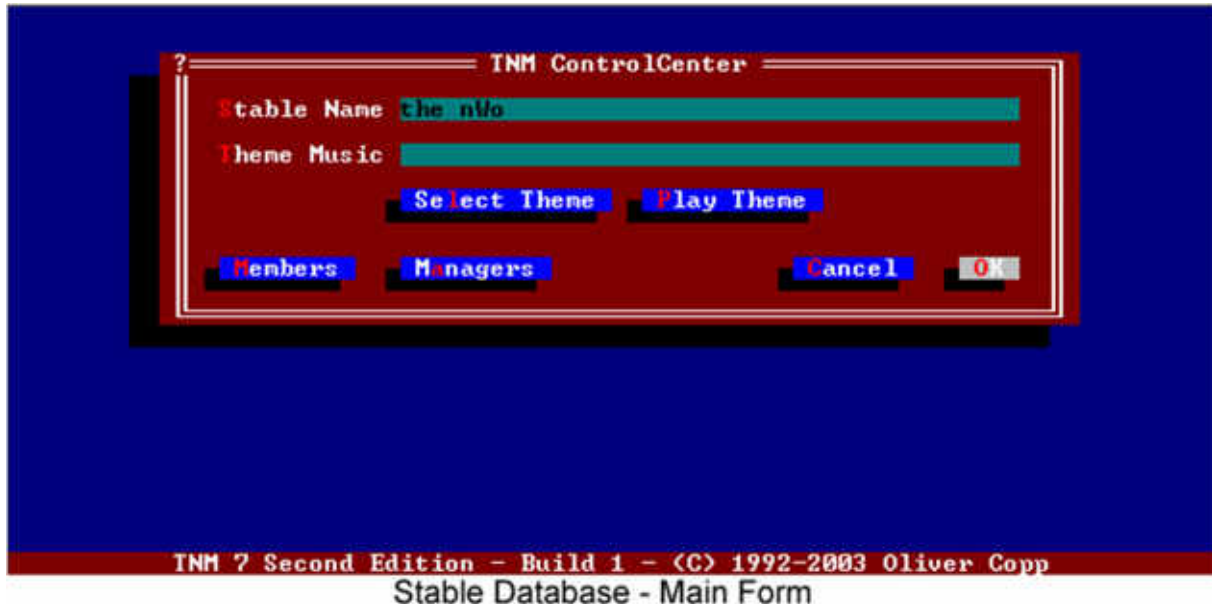 ? TNM ControlCenter
Stable Name the nWo
Theme Music
Select Theme Play Theme
Members Managers Cancel OK
TNM 7 Second Edition - Build 1 - (C) 1992-2003 Oliver Copp
Stable Database - Main Form